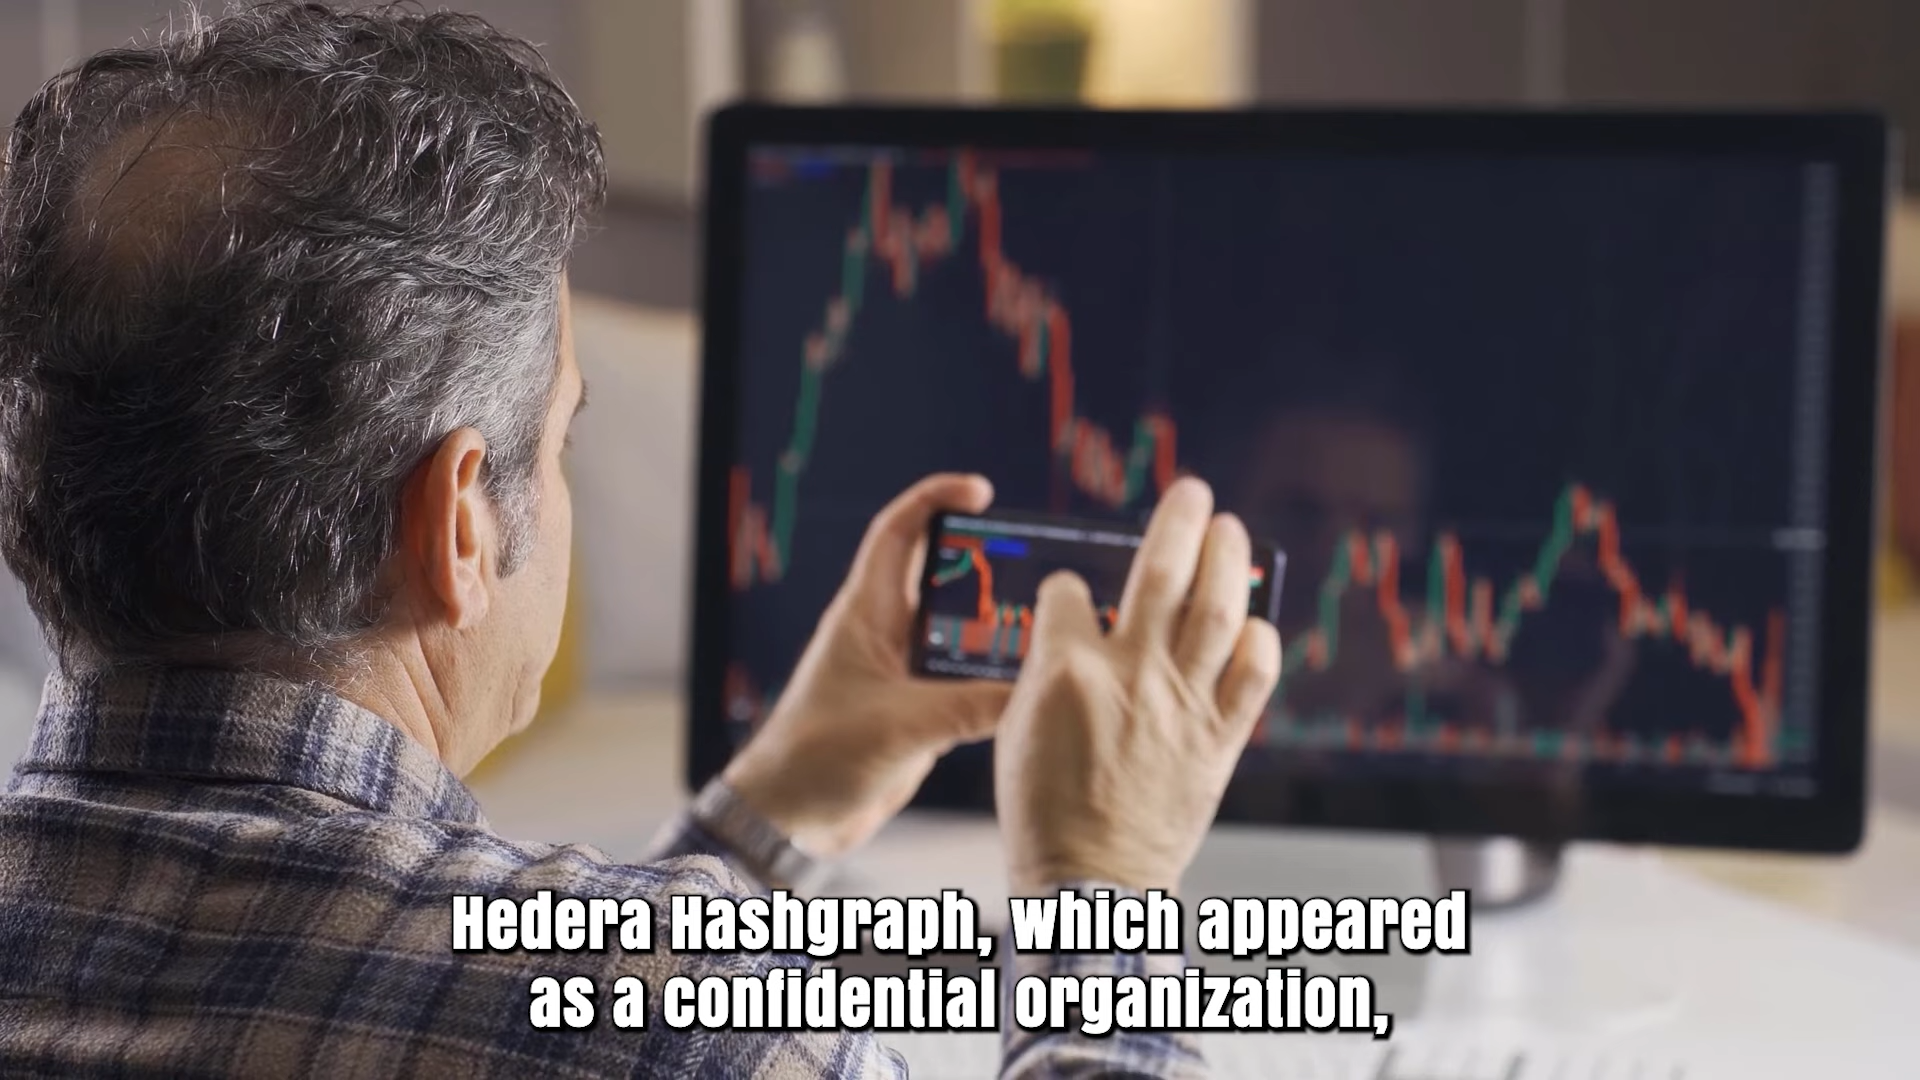 Hedera Hashgraph, which appeared
as a confidential organization,